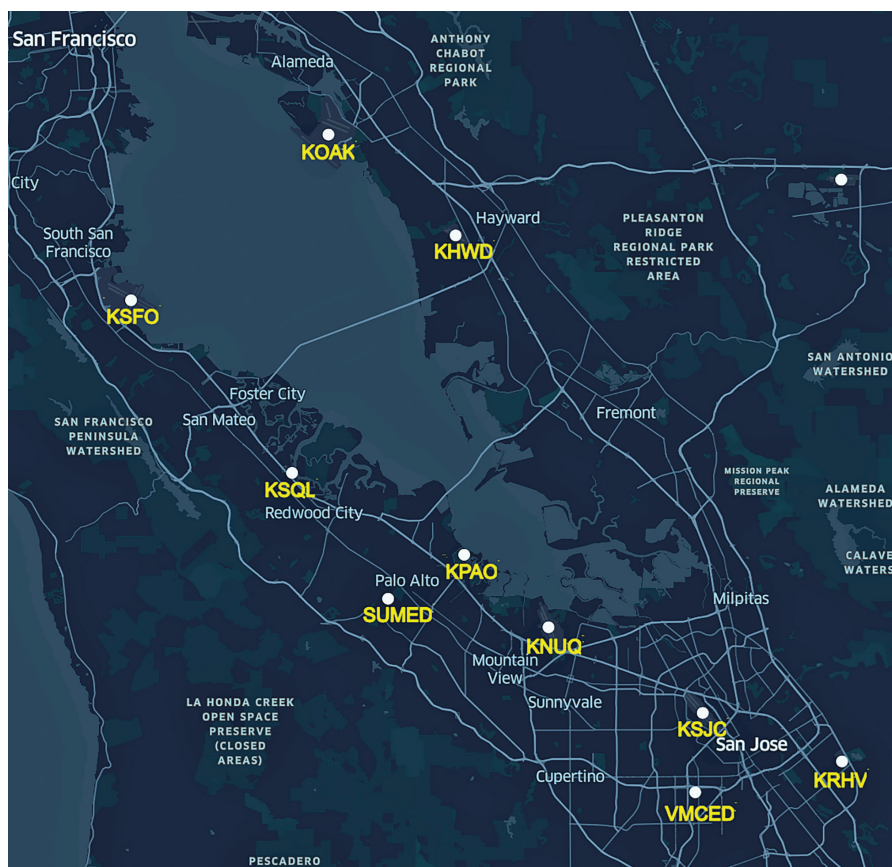 San Francisco
ANTHONY
CHABOT
REGIONAL
PARK
Alameda
KOAK
City
Hayward
PLEASANTON
RIDGE
REGIONAL PARK
RESTRICTED
AREA
South San
Francisco
KHWD
KSFO
SAN ANTONIO
WATERSHED
Foster City
San Mateo
SAN FRANCISCO
PENINSULA
WATERSHED
Fremont
MISSION PEAK
REGIONAL
PRESERVE
KSQL
Redwood City
ALAMEDA
WATERSHED
CALAVE
WATERS
KPAO
Palo Alto
SUMED
Milpitas
KNUQ
Mountain
View
Sunnyvale
LA HONDA CREEK
OPEN SPACE
PRESERVE
(CLOSED
AREAS)
KSJC
San Jose
Cupertino
KRHV
VMCED
PESCADERO